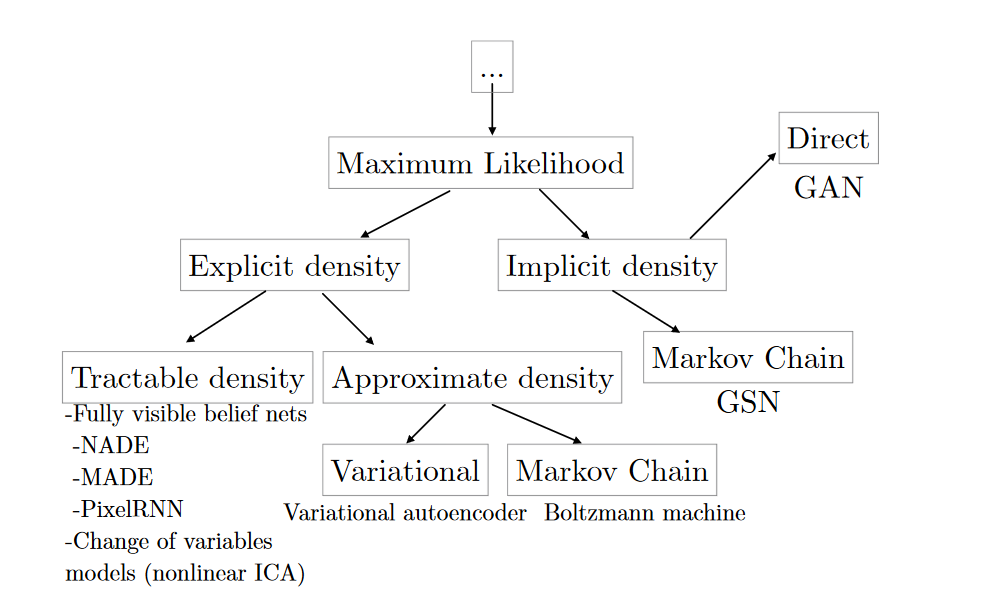 ...
Maximum Likelihood
Direct
GAN
Explicit density
Implicit density
Markov Chain
GSN
Tractable density
-Fully visible belief nets
-NADE
-MADE
-PixelRNN
-Change of variables
models (nonlinear ICA)
Approximate density
Variational
Variational autoencoder
Markov Chain
Boltzmann machine